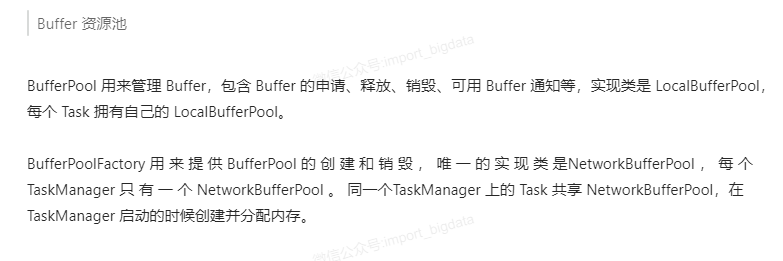 Buffer 资源池
微信公众号:import_bigdata
BufferPool 用来管理 Buffer，包含 Buffer 的申请、释放、销毁、可用 Buffer 通知等，实现类是 LocalBufferPool，
每个 Task 拥有自己的 LocalBufferPool。
BufferPoolFactory 用 来 提 供 BufferPool 的 创 建 和 销 毁 ， 唯 一 的 实 现 类 是NetworkBufferPool ， 每 个
TaskManager 只 有 一 个 NetworkBufferPool 。 同一个TaskManager 上的 Task 共享 NetworkBufferPool，在
TaskManager 启动的时候创建并分配内存。
微信公众号:import_bigdata